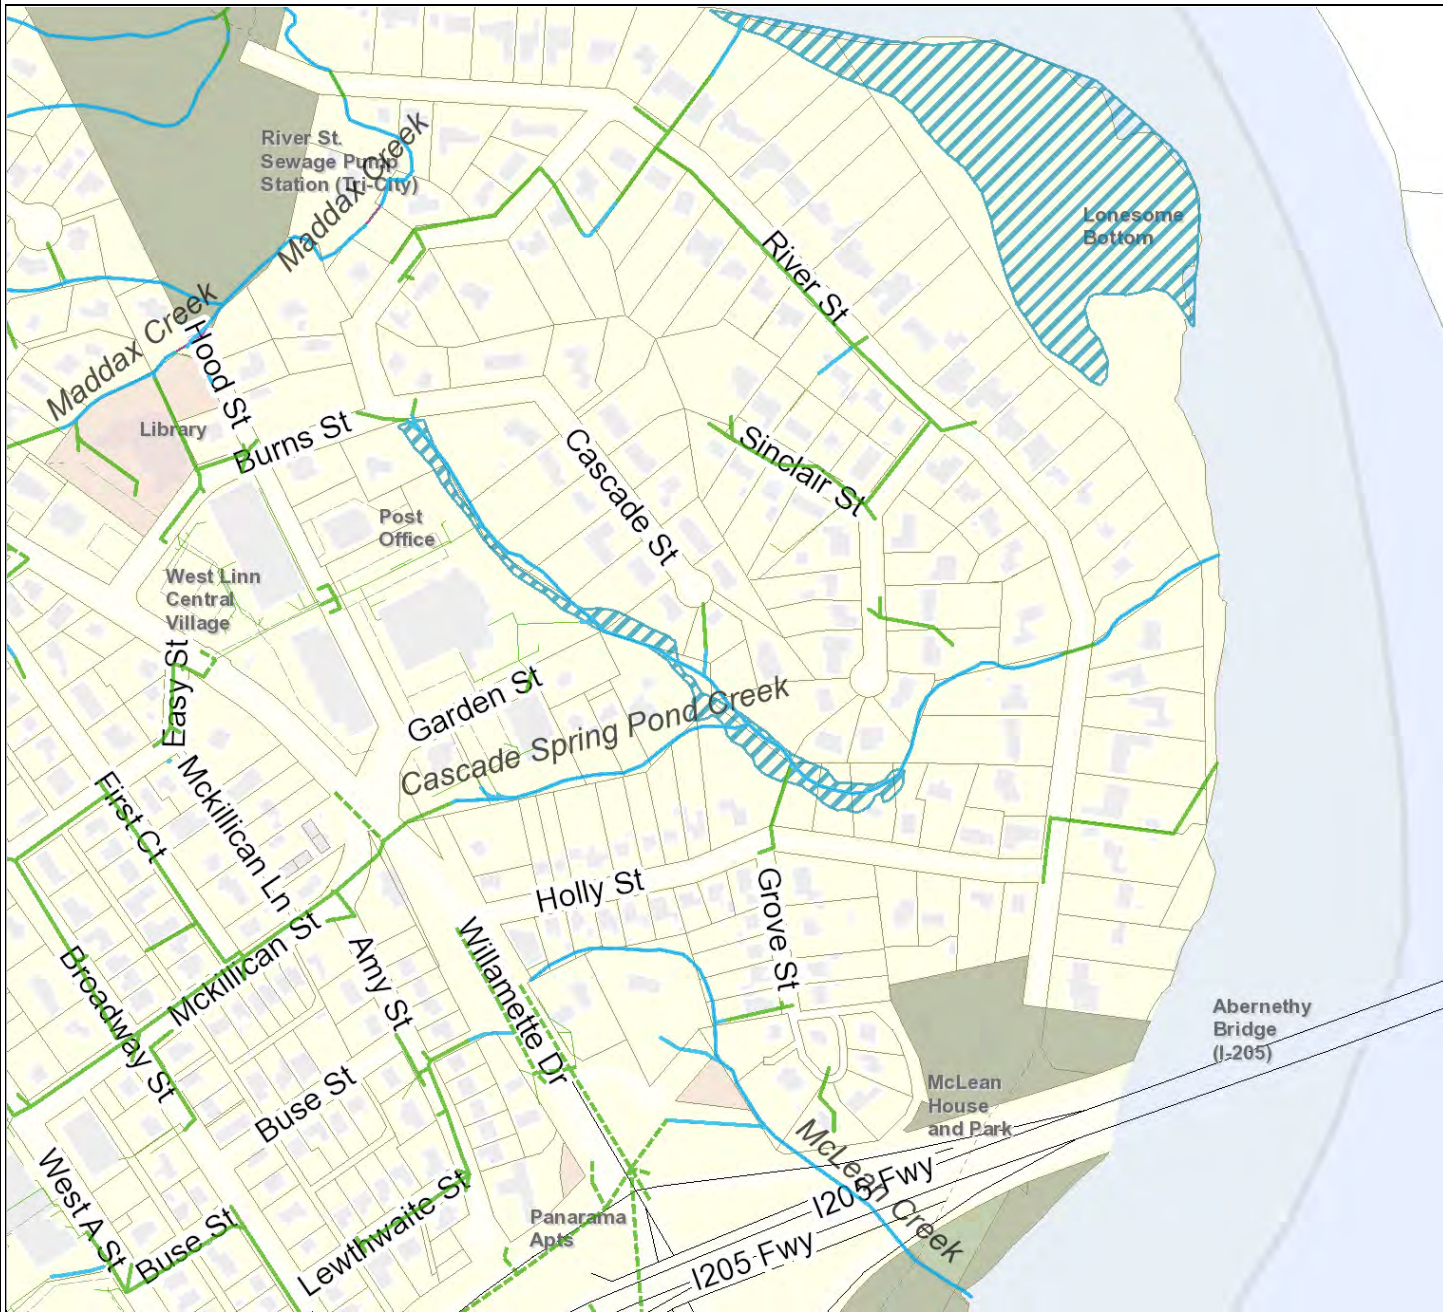 River St.
Sewage Pump
Station (Tri-City)
Maddax Creek
Lonesome
Bottom
River St
Maddax Creek
Hood St
Library
Burns St
Cascade St
Sinclair St
Post
Office
West Linn
Central
Village
Easy St
Garden St
Cascade Spring Pond Creek
First Ct
Mckillican Ln
Holly St
Grove St
Mckillican St
Amy St
Willamette Dr
Broadway St
Abernethy
Bridge
(I-205)
McLean
House
and Park
Buse St
McLean Creek
I205 Fwy
West A St
Buse St
Lewthwaite St
Panarama
Apts
I205 Fwy